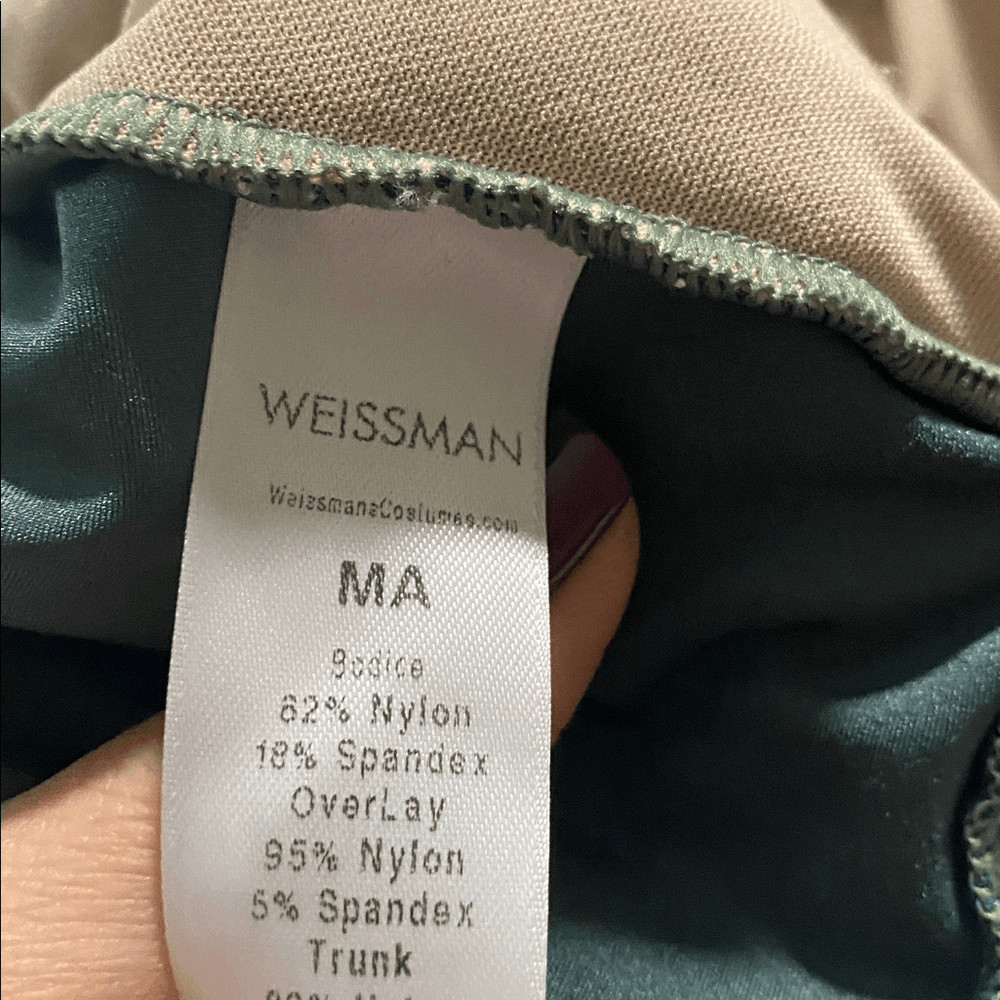 WEISSMAN
WeissmansCostumes.com
MA
Bodice
82% Nylon
18% Spandex
OverLay
95% Nylon
5% Spandex
Trunk